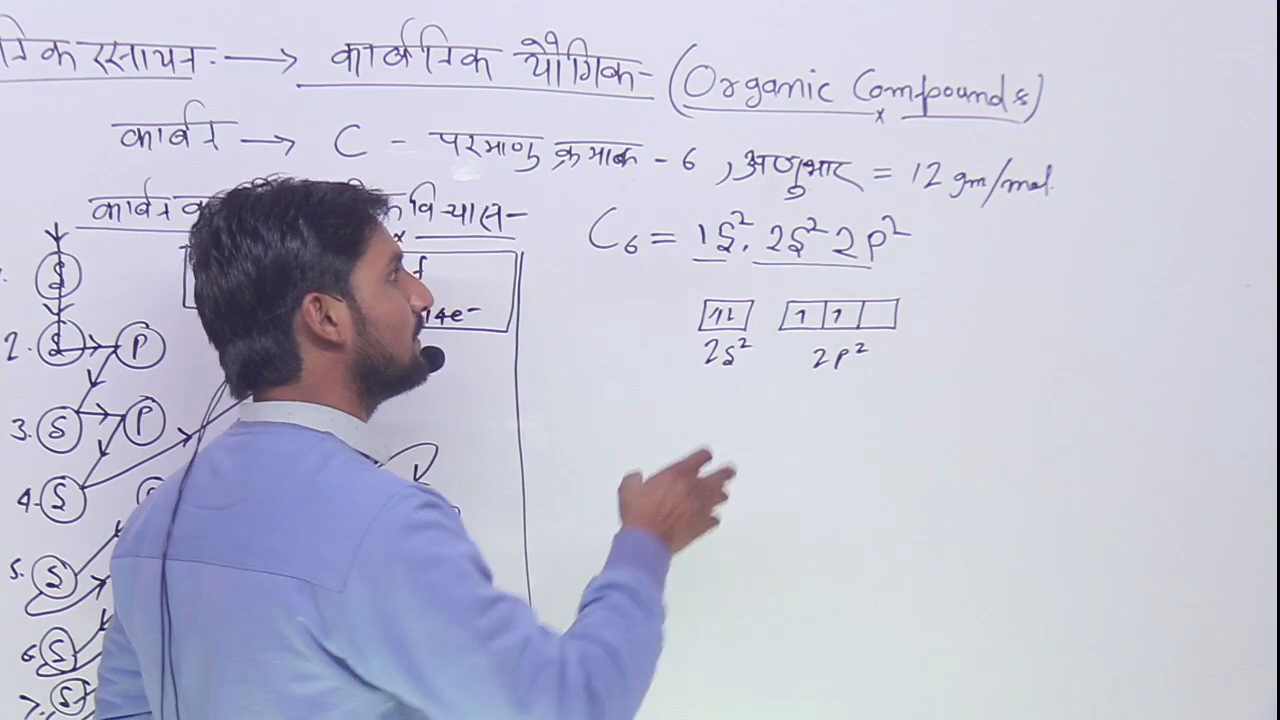 रसायन → कार्बनिक यौगिक- (Organic Compounds)
कार्बन → C - परमाणु क्रमांक - 6 , अणुभार = 12 gm/mol.
कार्बन विन्यास-
C6 = 1S². 2S² 2P²
f
14e⁻
↑↓ ↑ ↑
2S² 2P²
S
2. S P
3. S P
4. S
5. S
6. S
7. S